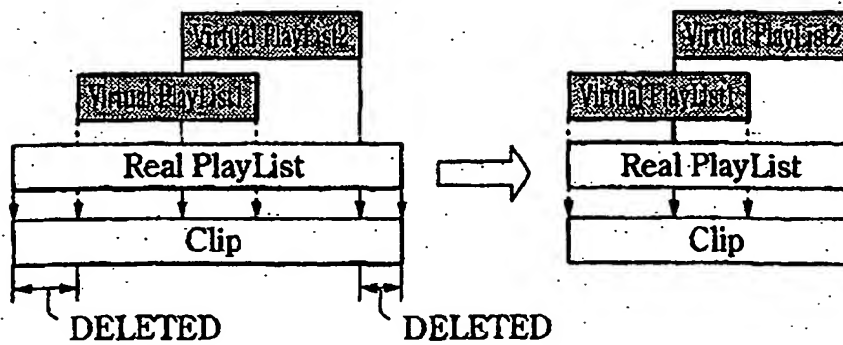 Virtual PlayList2
Virtual PlayList1
Real PlayList
Clip
DELETED
DELETED
Virtual PlayList2
Virtual PlayList1
Real PlayList
Clip